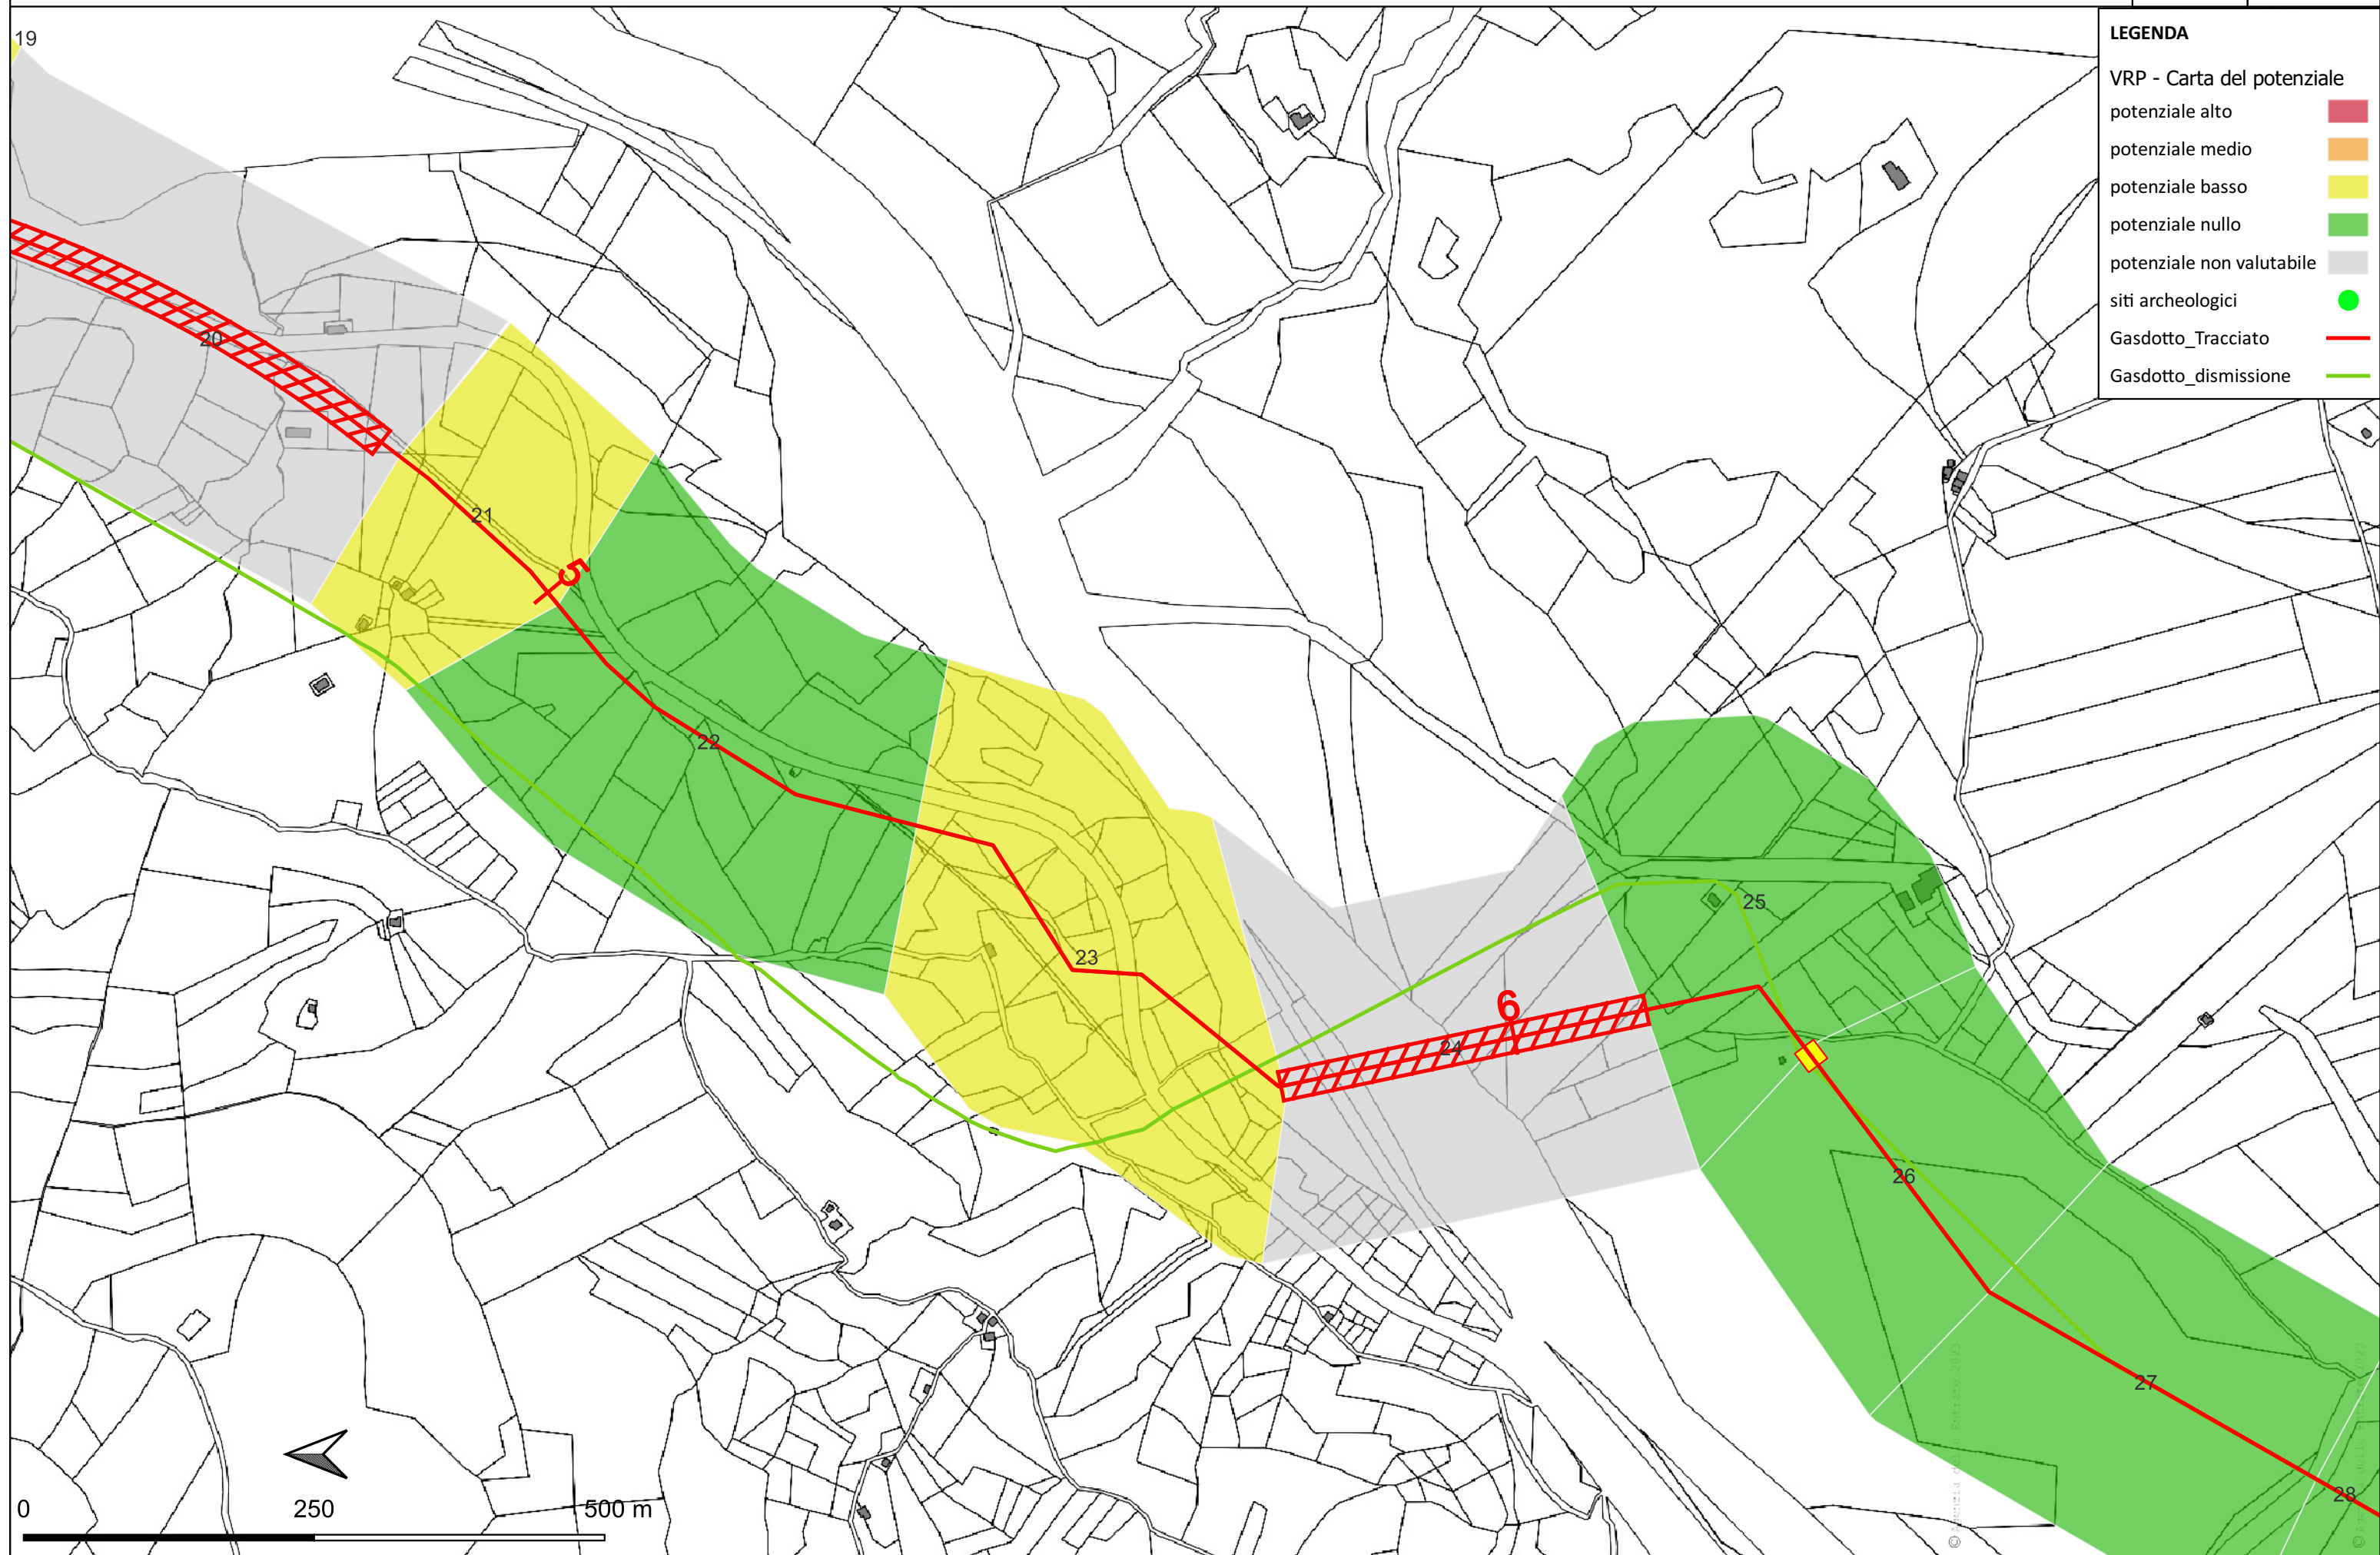 LEGENDA
VRP - Carta del potenziale
potenziale alto
potenziale medio
potenziale basso
potenziale nullo
potenziale non valutabile
siti archeologici
Gasdotto_Tracciato
Gasdotto_dismissione
19
20
21
5
22
23
25
6
24
26
27
28
0 250 500 m